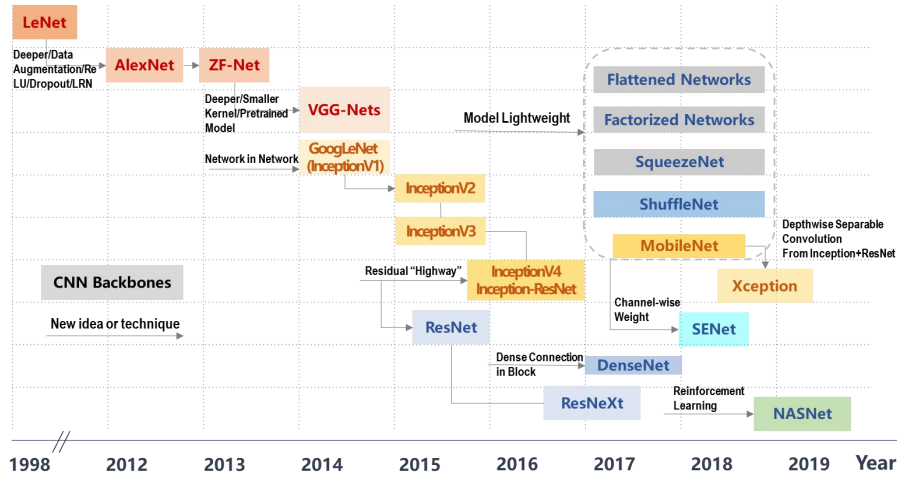 LeNet
Deeper/Data
Augmentation/Re
LU/Dropout/LRN
AlexNet
ZF-Net
Deeper/Smaller
Kernel/Pretrained
Model
VGG-Nets
Network in Network
GoogLeNet
(InceptionV1)
InceptionV2
InceptionV3
Residual “Highway”
InceptionV4
Inception-ResNet
ResNet
Dense Connection
in Block
DenseNet
ResNeXt
Model Lightweight
Flattened Networks
Factorized Networks
SqueezeNet
ShuffleNet
MobileNet
Depthwise Separable
Convolution
From Inception+ResNet
Xception
Channel-wise
Weight
SENet
Reinforcement
Learning
NASNet
CNN Backbones
New idea or technique
1998
2012
2013
2014
2015
2016
2017
2018
2019
Year